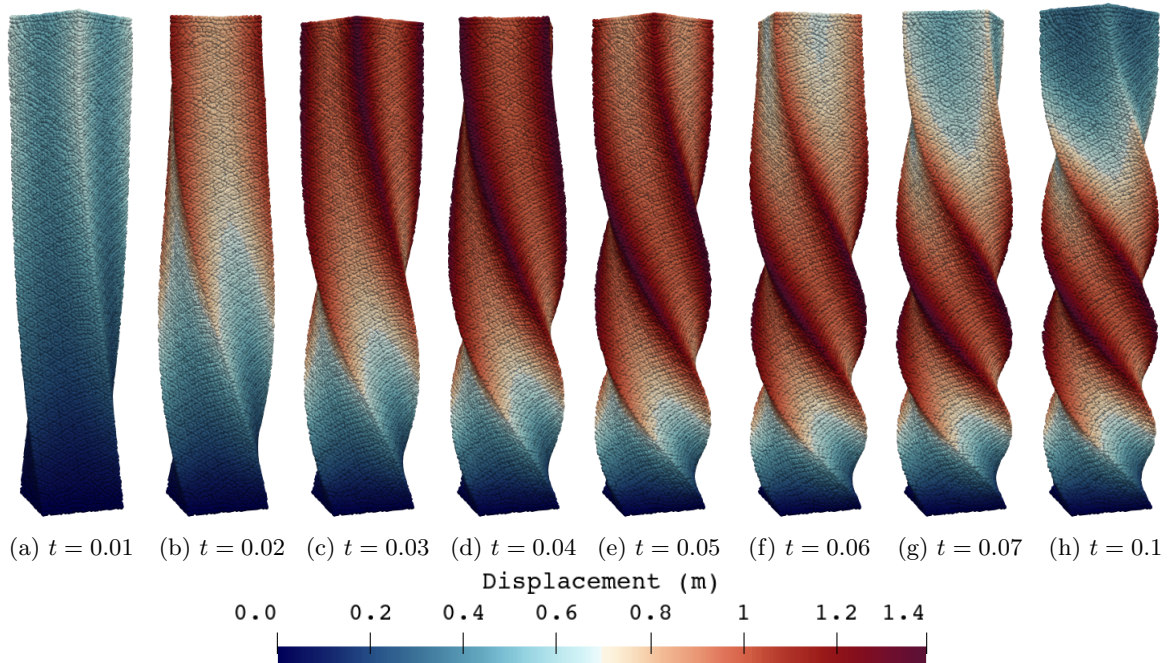 (a) t = 0.01 (b) t = 0.02 (c) t = 0.03 (d) t = 0.04 (e) t = 0.05 (f) t = 0.06 (g) t = 0.07 (h) t = 0.1
Displacement (m)
0.0 0.2 0.4 0.6 0.8 1 1.2 1.4